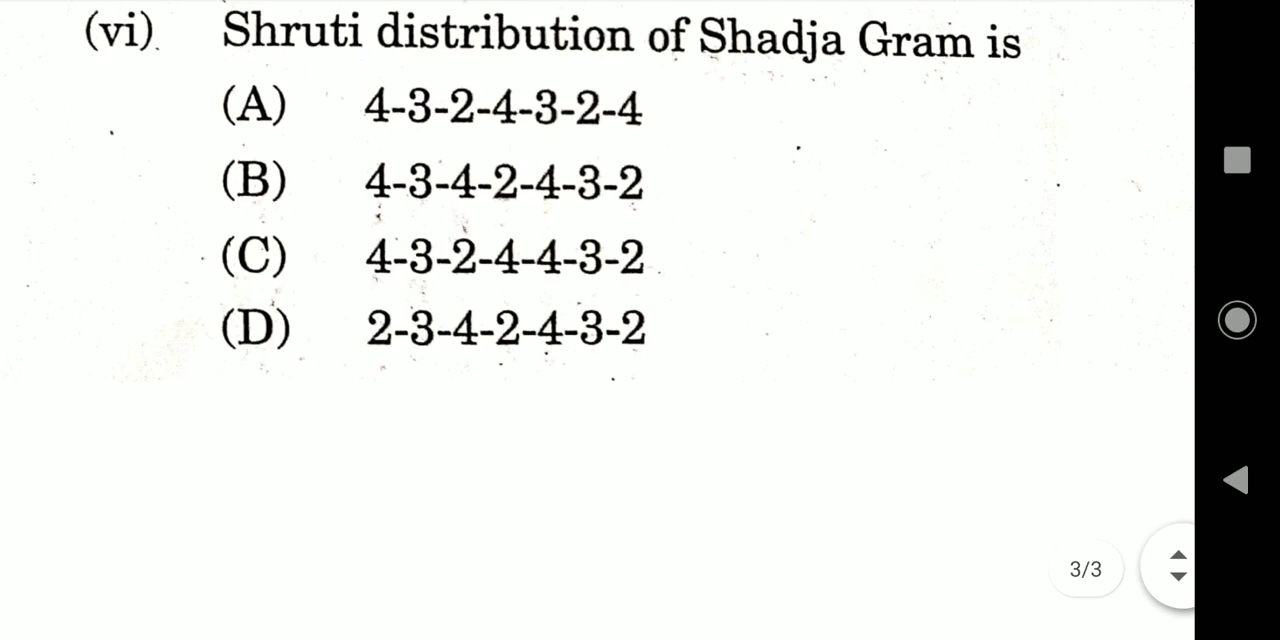 (vi). Shruti distribution of Shadja Gram is
(A) 4-3-2-4-3-2-4
(B) 4-3-4-2-4-3-2
(C) 4-3-2-4-4-3-2
(D) 2-3-4-2-4-3-2
3/3